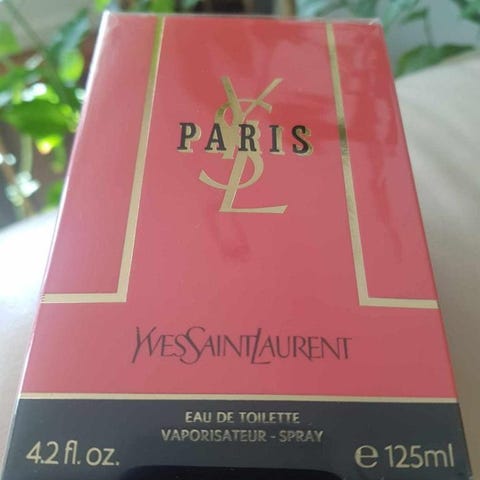 YSL
PARIS
YVESSAINTLAURENT
EAU DE TOILETTE
VAPORISATEUR - SPRAY
4.2 fl. oz.
e 125ml